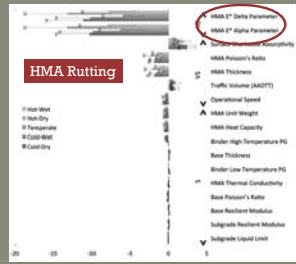 HMA E* Delta Parameter
HMA E* Alpha Parameter
Surface Shortwave Absorptivity
HMA Rutting
HMA Poisson's Ratio
HMA Thickness
Traffic Volume (AADTT)
Operational Speed
HMA Unit Weight
HMA Heat Capacity
Binder High Temperature PG
Base Thickness
Binder Low Temperature PG
HMA Thermal Conductivity
Base Poisson's Ratio
Base Resilient Modulus
Subgrade Resilient Modulus
Subgrade Liquid Limit
Hot-Wet
Hot-Dry
Temperate
Cold-Wet
Cold-Dry
-20 -15 -10 -5 0 5